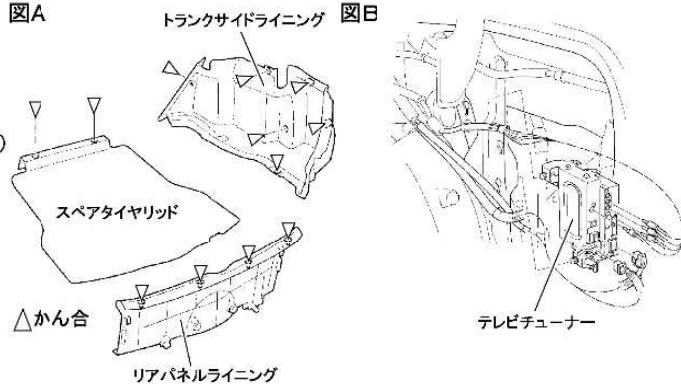 図A
トランクサイドライニング
図B
スペアタイヤリッド
△かん合
リアパネルライニング
テレビチューナー